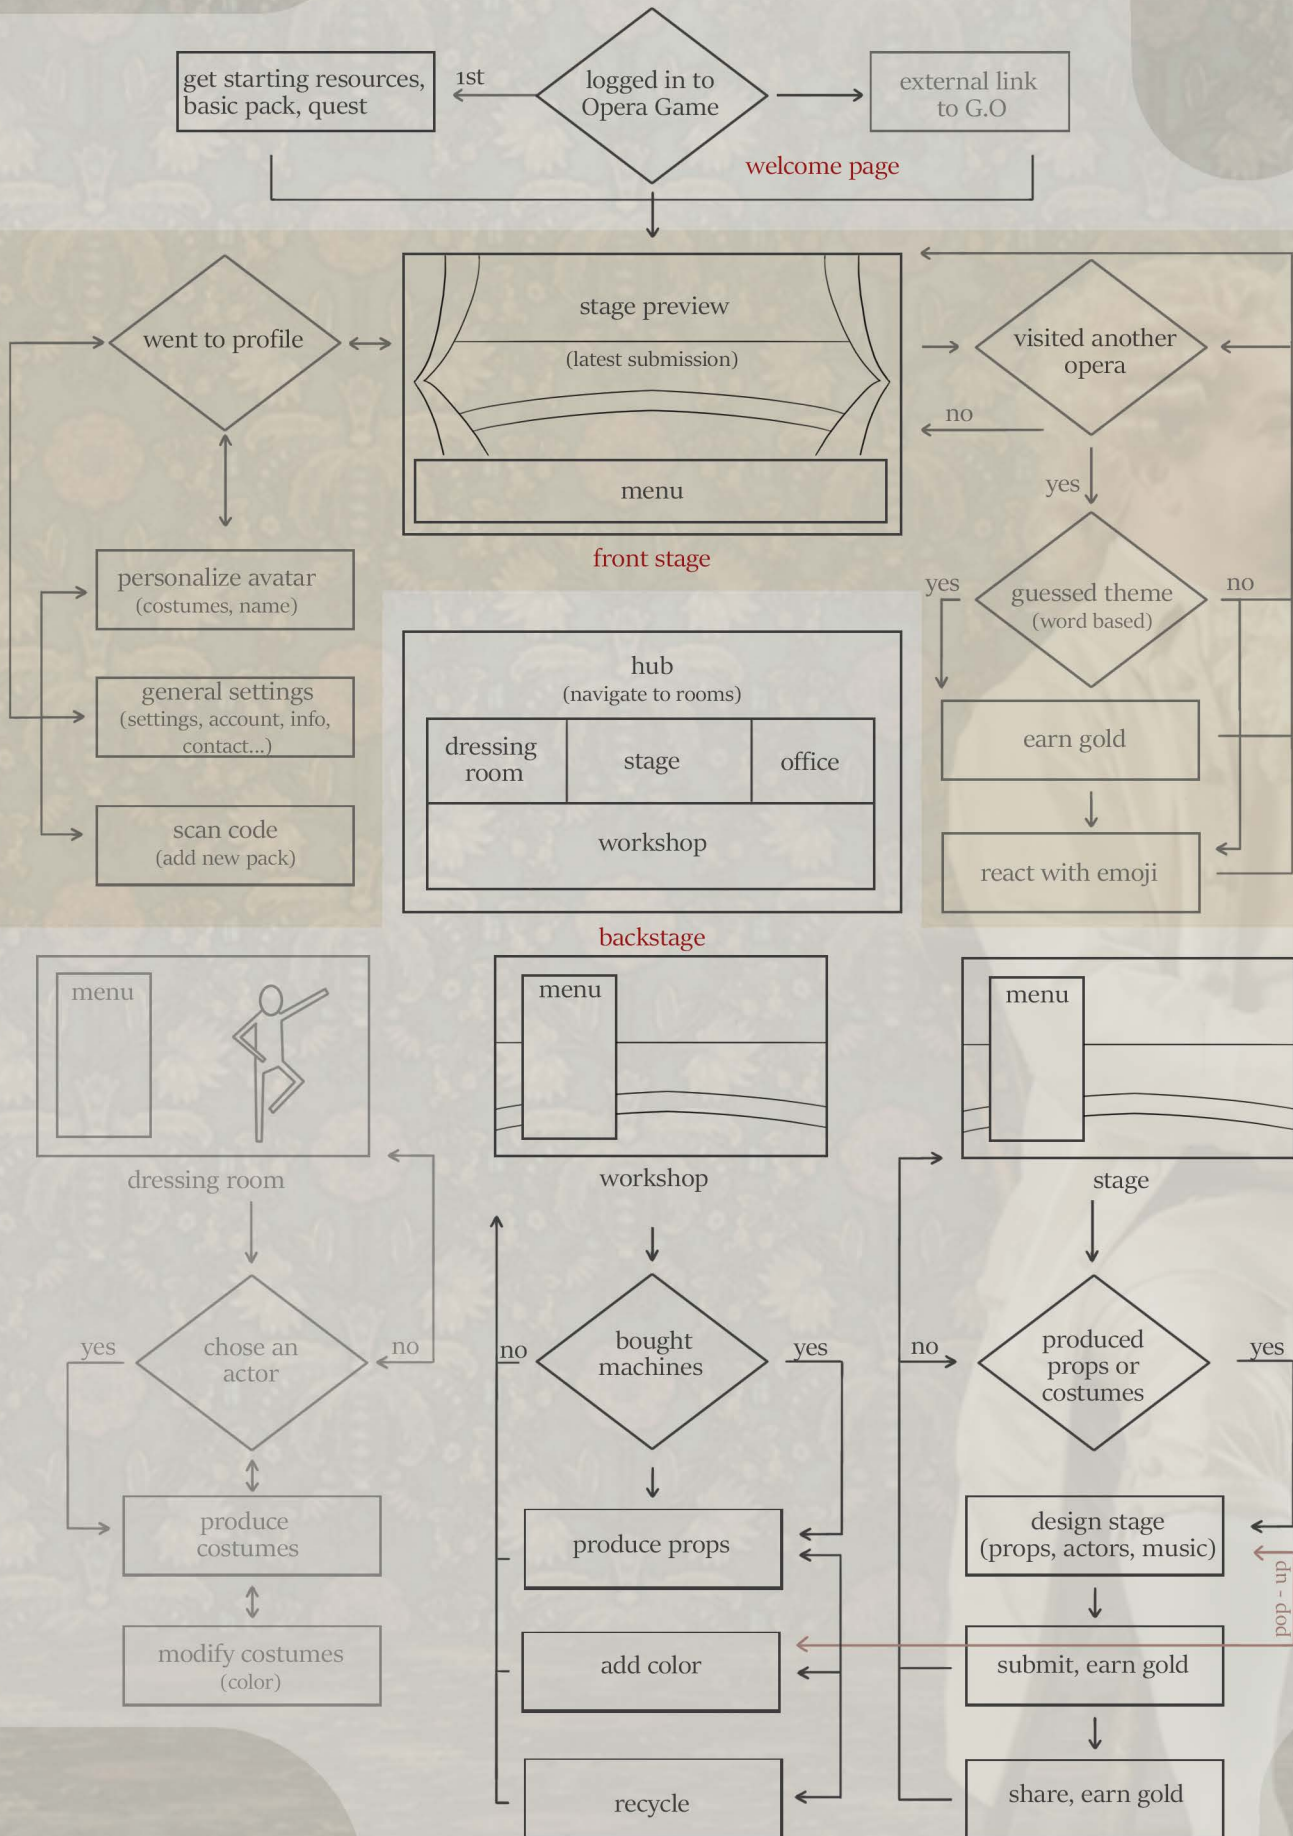 1st
get starting resources,
basic pack, quest
logged in to
Opera Game
external link
to G.O
welcome page
went to profile
stage preview
(latest submission)
menu
front stage
visited another
opera
no
yes
guessed theme
(word based)
yes
no
earn gold
react with emoji
personalize avatar
(costumes, name)
general settings
(settings, account, info,
contact...)
scan code
(add new pack)
hub
(navigate to rooms)
dressing
room
stage
office
workshop
backstage
menu
dressing room
chose an
actor
yes
no
produce
costumes
modify costumes
(color)
menu
workshop
bought
machines
no
yes
produce props
add color
recycle
menu
stage
produced
props or
costumes
no
yes
design stage
(props, actors, music)
pop - up
submit, earn gold
share, earn gold